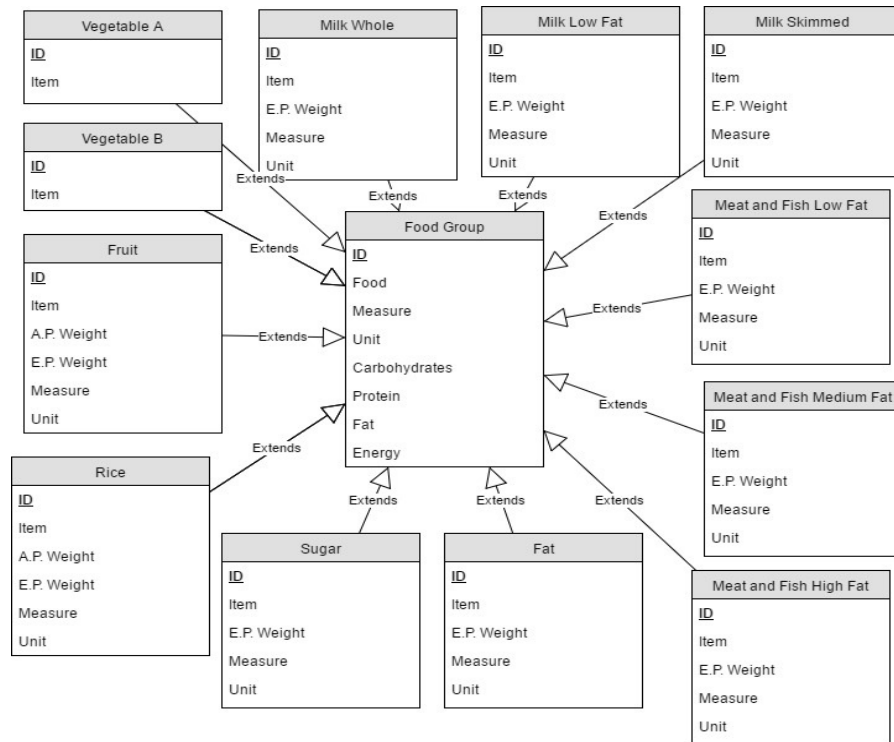 Vegetable A
ID
Item
Milk Whole
ID
Item
E.P. Weight
Measure
Unit
Milk Low Fat
ID
Item
E.P. Weight
Measure
Unit
Milk Skimmed
ID
Item
E.P. Weight
Measure
Unit
Vegetable B
ID
Item
Extends
Extends
Extends
Extends
Extends
Fruit
ID
Item
A.P. Weight
E.P. Weight
Measure
Unit
Extends
Food Group
ID
Food
Measure
Unit
Carbohydrates
Protein
Fat
Energy
Meat and Fish Low Fat
ID
Item
E.P. Weight
Measure
Unit
Extends
Meat and Fish Medium Fat
ID
Item
E.P. Weight
Measure
Unit
Extends
Rice
ID
Item
A.P. Weight
E.P. Weight
Measure
Unit
Extends
Extends
Extends
Extends
Sugar
ID
Item
E.P. Weight
Measure
Unit
Fat
ID
Item
E.P. Weight
Measure
Unit
Meat and Fish High Fat
ID
Item
E.P. Weight
Measure
Unit